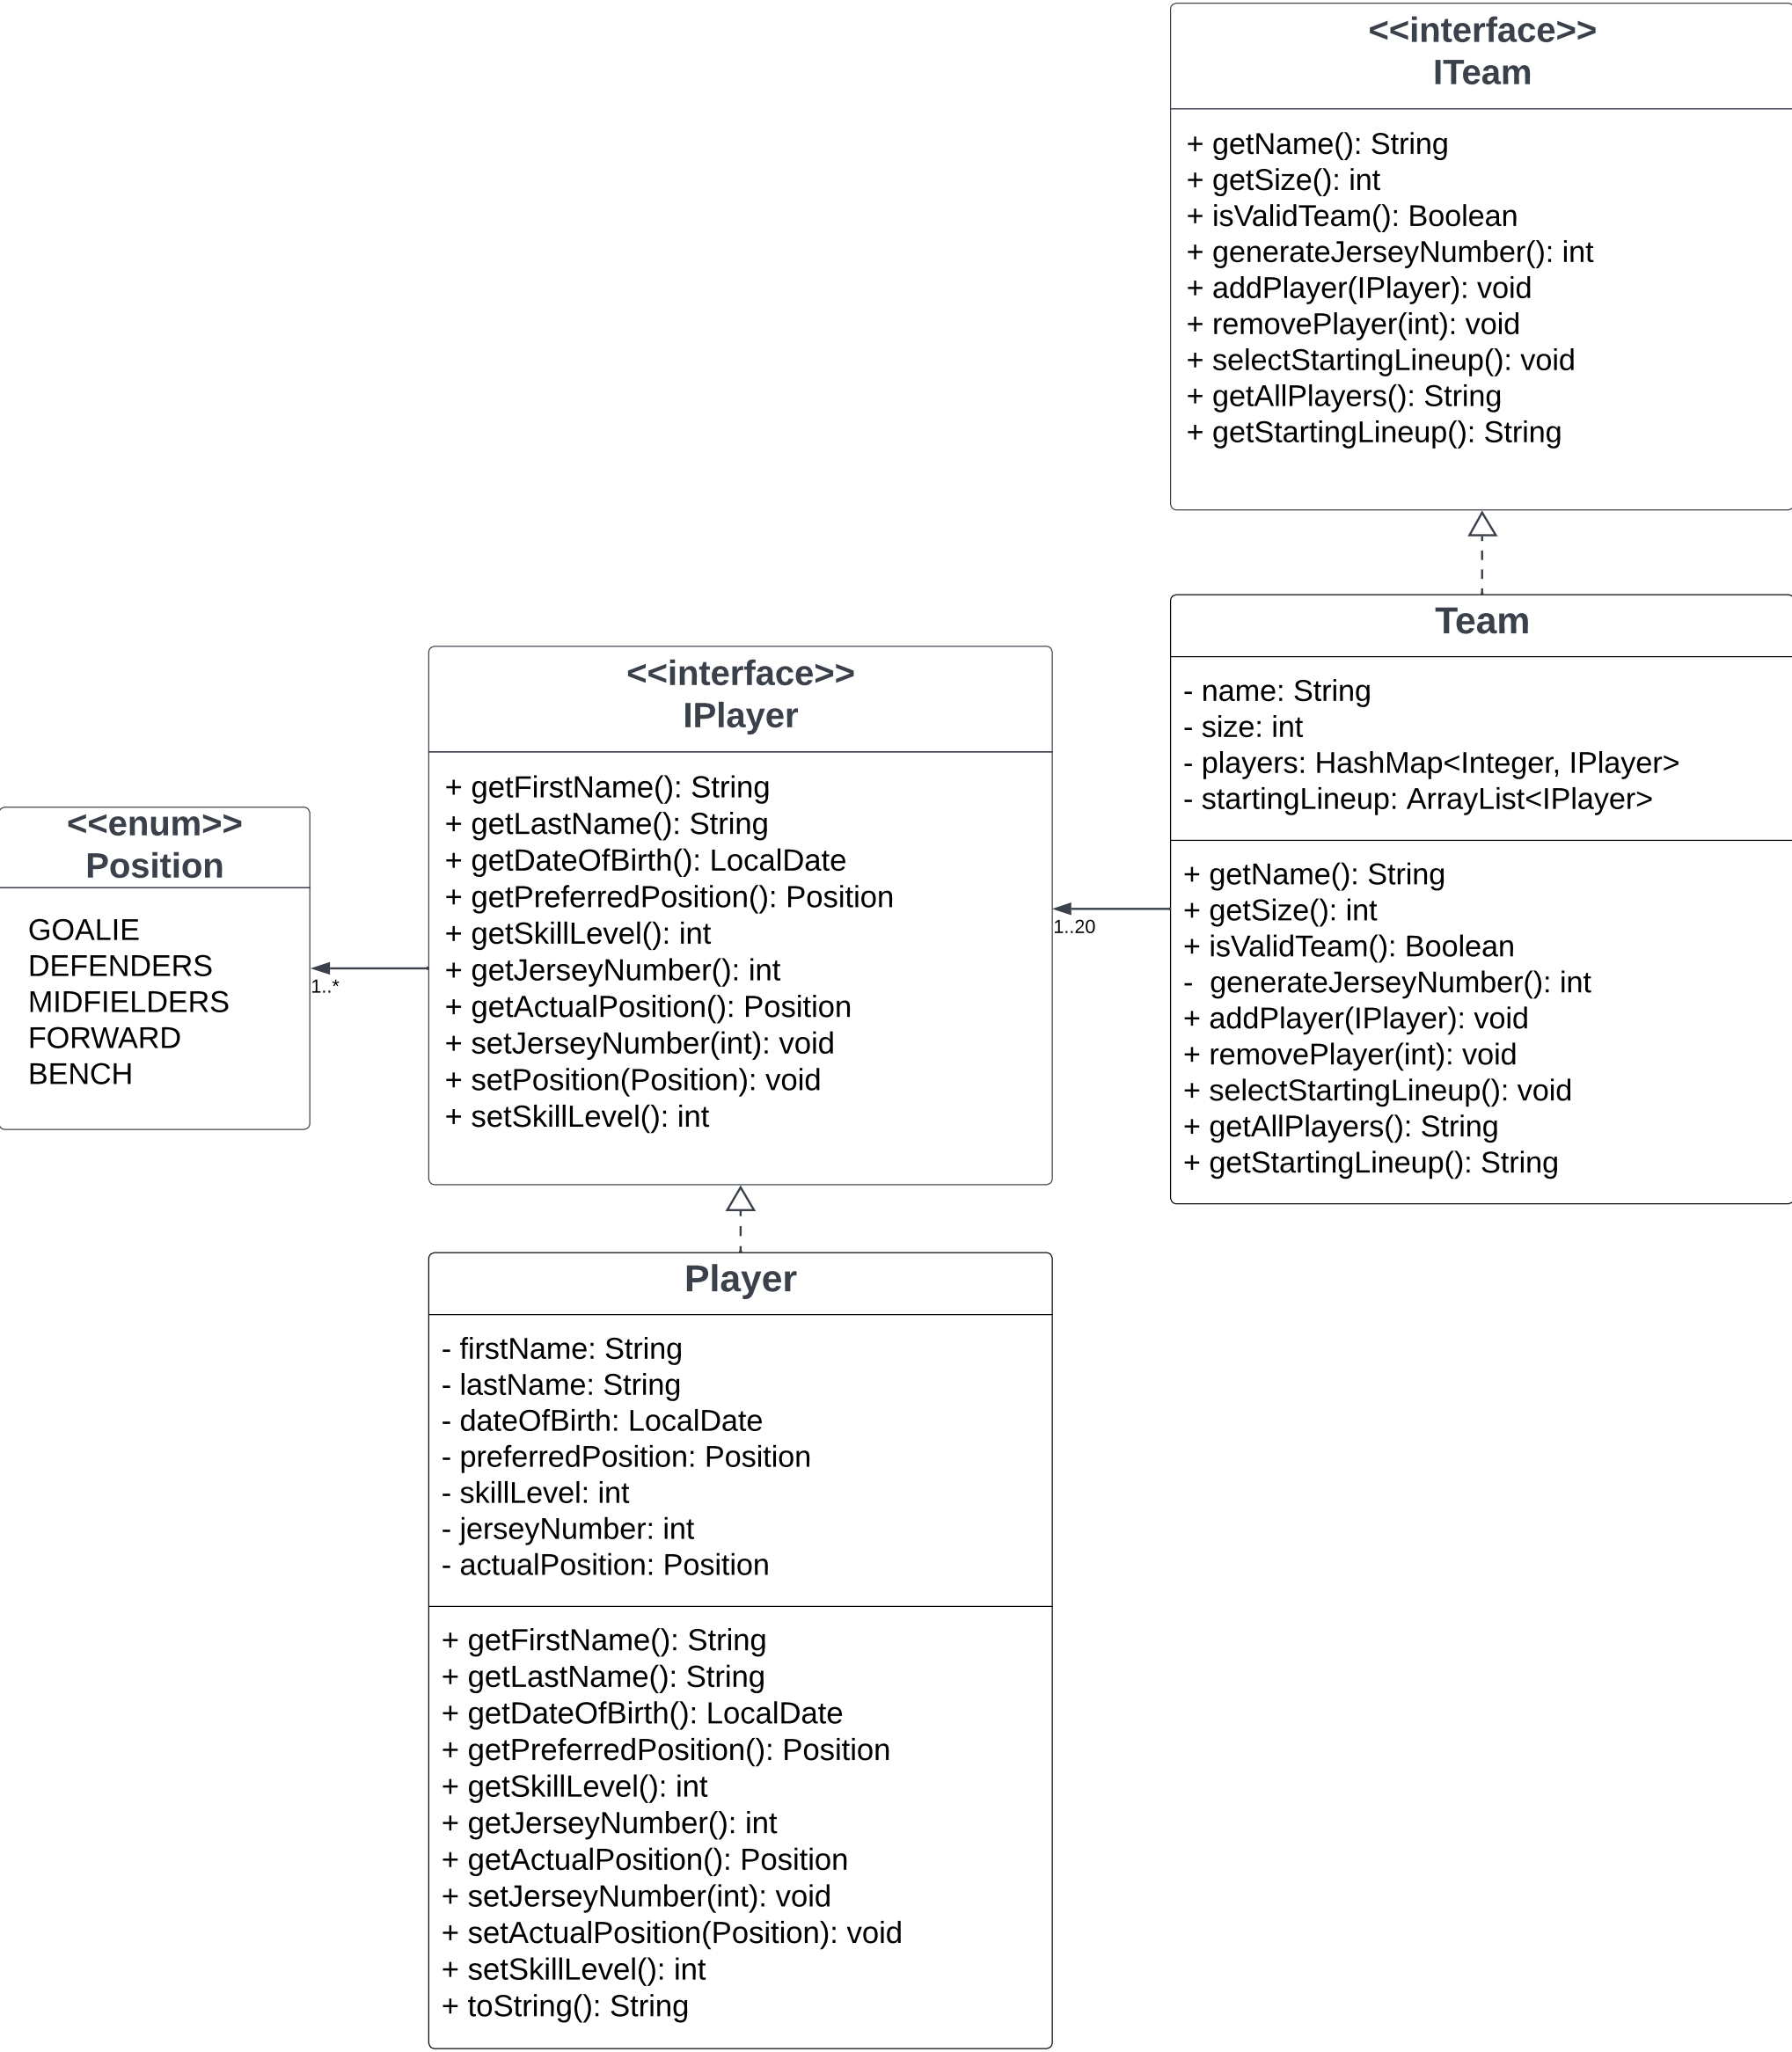 <<interface>>
ITeam
+ getName(): String
+ getSize(): int
+ isValidTeam(): Boolean
+ generateJerseyNumber(): int
+ addPlayer(IPlayer): void
+ removePlayer(int): void
+ selectStartingLineup(): void
+ getAllPlayers(): String
+ getStartingLineup(): String
Team
- name: String
- size: int
- players: HashMap<Integer, IPlayer>
- startingLineup: ArrayList<IPlayer>
+ getName(): String
+ getSize(): int
+ isValidTeam(): Boolean
-  generateJerseyNumber(): int
+ addPlayer(IPlayer): void
+ removePlayer(int): void
+ selectStartingLineup(): void
+ getAllPlayers(): String
+ getStartingLineup(): String
1..20
<<interface>>
IPlayer
+ getFirstName(): String
+ getLastName(): String
+ getDateOfBirth(): LocalDate
+ getPreferredPosition(): Position
+ getSkillLevel(): int
+ getJerseyNumber(): int
+ getActualPosition(): Position
+ setJerseyNumber(int): void
+ setPosition(Position): void
+ setSkillLevel(): int
1..*
<<enum>>
Position
GOALIE
DEFENDERS
MIDFIELDERS
FORWARD
BENCH
Player
- firstName: String
- lastName: String
- dateOfBirth: LocalDate
- preferredPosition: Position
- skillLevel: int
- jerseyNumber: int
- actualPosition: Position
+ getFirstName(): String
+ getLastName(): String
+ getDateOfBirth(): LocalDate
+ getPreferredPosition(): Position
+ getSkillLevel(): int
+ getJerseyNumber(): int
+ getActualPosition(): Position
+ setJerseyNumber(int): void
+ setActualPosition(Position): void
+ setSkillLevel(): int
+ toString(): String